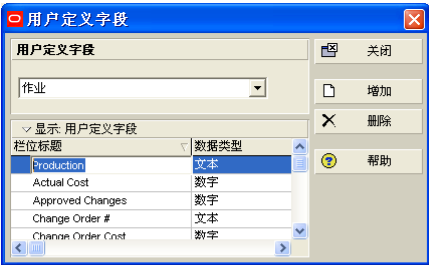 用户定义字段
用户定义字段
关闭
作业
增加
删除
显示: 用户定义字段
栏位标题 数据类型
帮助
Production 文本
Actual Cost 数字
Approved Changes 数字
Change Order # 文本
Change Order Cost 数字